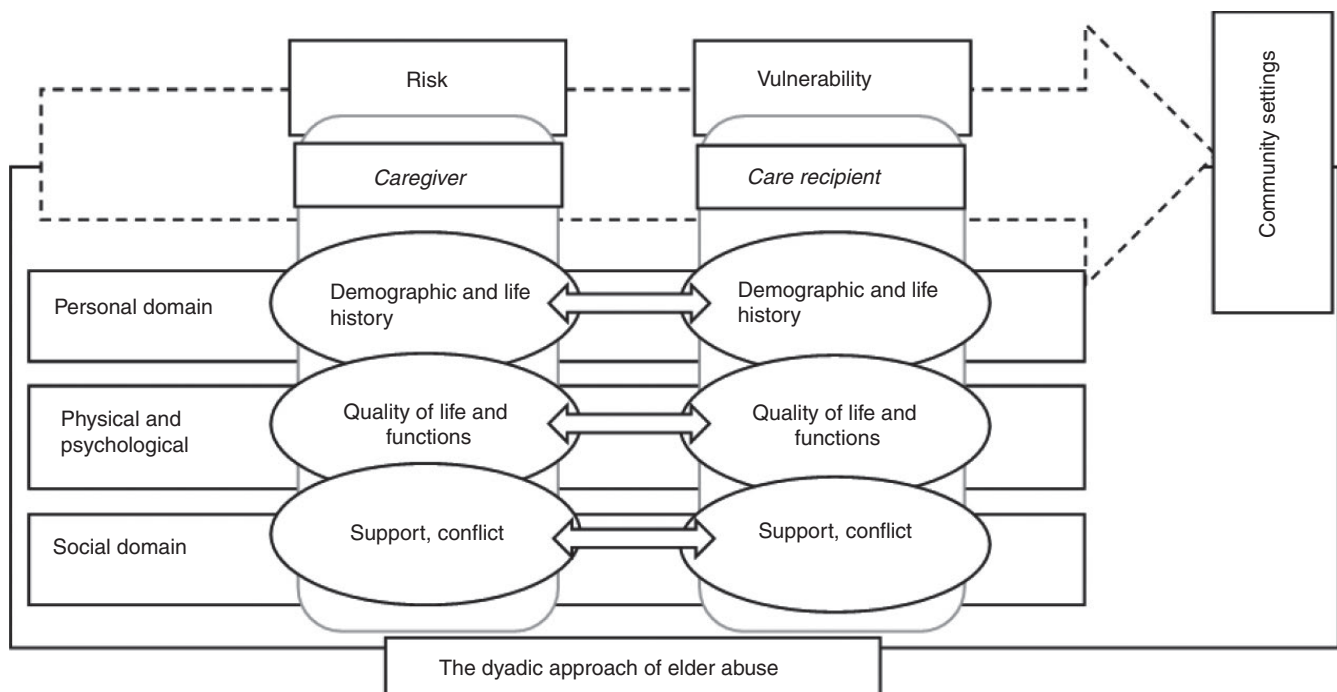 Risk
Vulnerability
Community settings
Caregiver
Care recipient
Personal domain
Demographic and life
history
Demographic and life
history
Physical and
psychological
Quality of life and
functions
Quality of life and
functions
Social domain
Support, conflict
Support, conflict
The dyadic approach of elder abuse